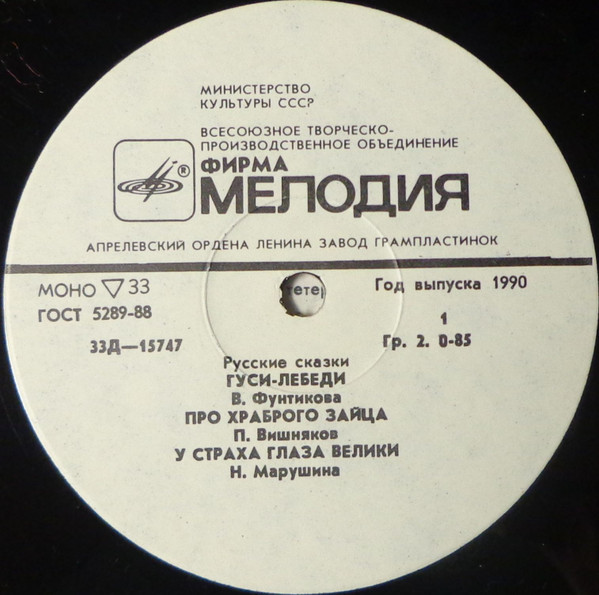 МИНИСТЕРСТВО
КУЛЬТУРЫ СССР
ВСЕСОЮЗНОЕ ТВОРЧЕСКО-
ПРОИЗВОДСТВЕННОЕ ОБЪЕДИНЕНИЕ
®
ФИРМА
МЕЛОДИЯ
АПРЕЛЕВСКИЙ ОРДЕНА ЛЕНИНА ЗАВОД ГРАМПЛАСТИНОК
МОНО ▽ 33
Год выпуска 1990
ГОСТ 5289-88
1
33Д—15747
Гр. 2. 0-85
Русские сказки
ГУСИ-ЛЕБЕДИ
В. Фунтикова
ПРО ХРАБРОГО ЗАЙЦА
П. Вишняков
У СТРАХА ГЛАЗА ВЕЛИКИ
Н. Марушина